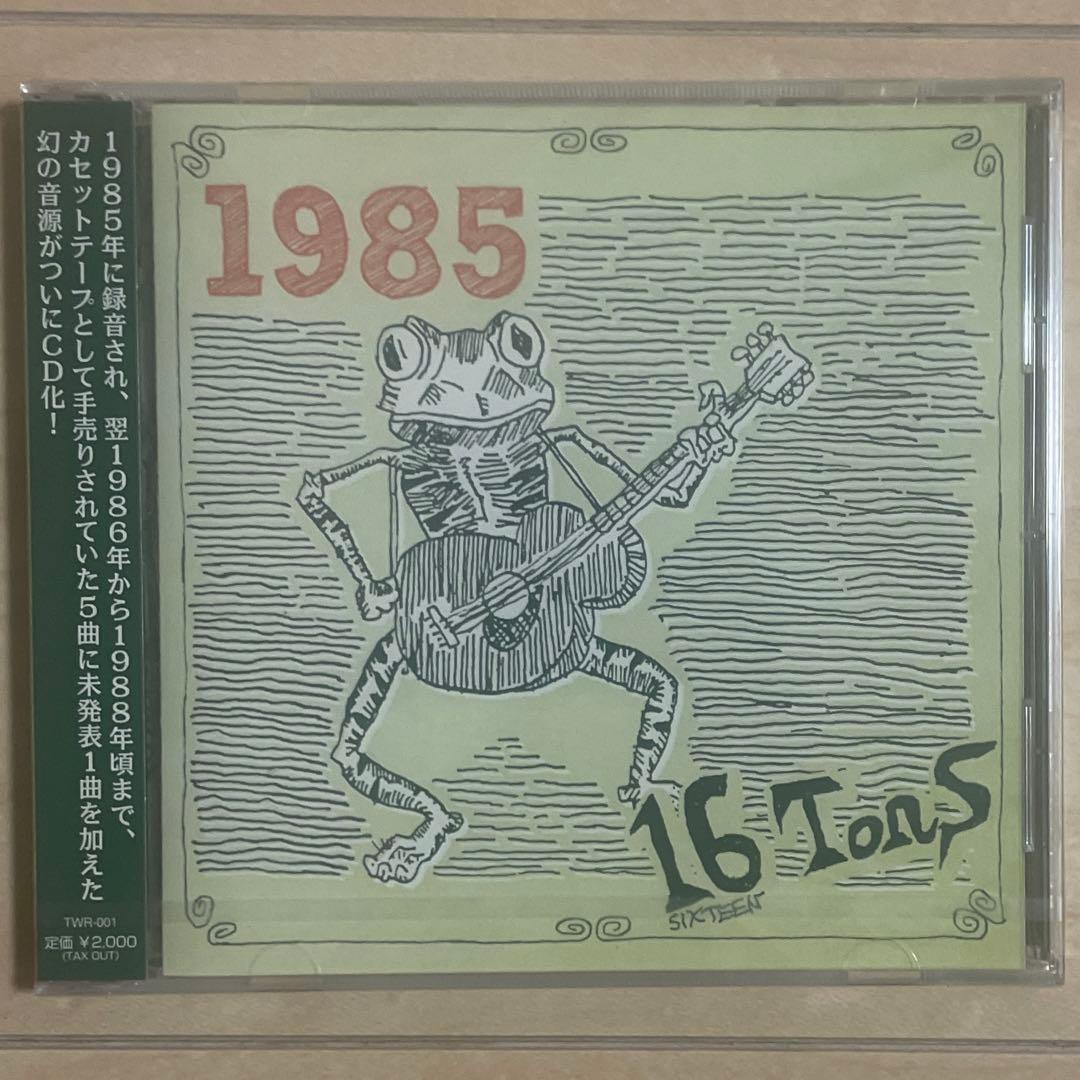 1985年に録音され、翌1986年から1988年頃まで、
カセットテープとして手売りされていた5曲に未発表1曲を加えた
幻の音源がついにCD化!
TWR-001
定価 ¥2,000
(TAX OUT)
1985
16 Tons
SIXTEEN